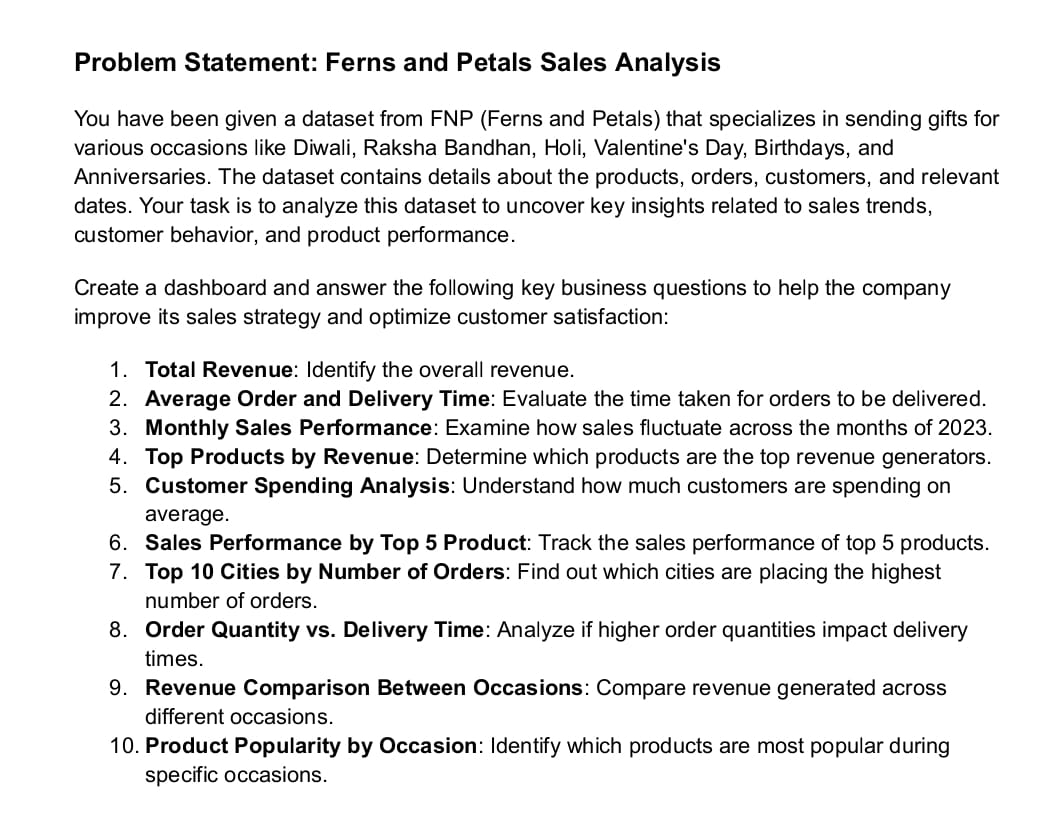 Problem Statement: Ferns and Petals Sales Analysis
You have been given a dataset from FNP (Ferns and Petals) that specializes in sending gifts for
various occasions like Diwali, Raksha Bandhan, Holi, Valentine's Day, Birthdays, and
Anniversaries. The dataset contains details about the products, orders, customers, and relevant
dates. Your task is to analyze this dataset to uncover key insights related to sales trends,
customer behavior, and product performance.
Create a dashboard and answer the following key business questions to help the company
improve its sales strategy and optimize customer satisfaction:
1. Total Revenue: Identify the overall revenue.
2. Average Order and Delivery Time: Evaluate the time taken for orders to be delivered.
3. Monthly Sales Performance: Examine how sales fluctuate across the months of 2023.
4. Top Products by Revenue: Determine which products are the top revenue generators.
5. Customer Spending Analysis: Understand how much customers are spending on
average.
6. Sales Performance by Top 5 Product: Track the sales performance of top 5 products.
7. Top 10 Cities by Number of Orders: Find out which cities are placing the highest
number of orders.
8. Order Quantity vs. Delivery Time: Analyze if higher order quantities impact delivery
times.
9. Revenue Comparison Between Occasions: Compare revenue generated across
different occasions.
10. Product Popularity by Occasion: Identify which products are most popular during
specific occasions.